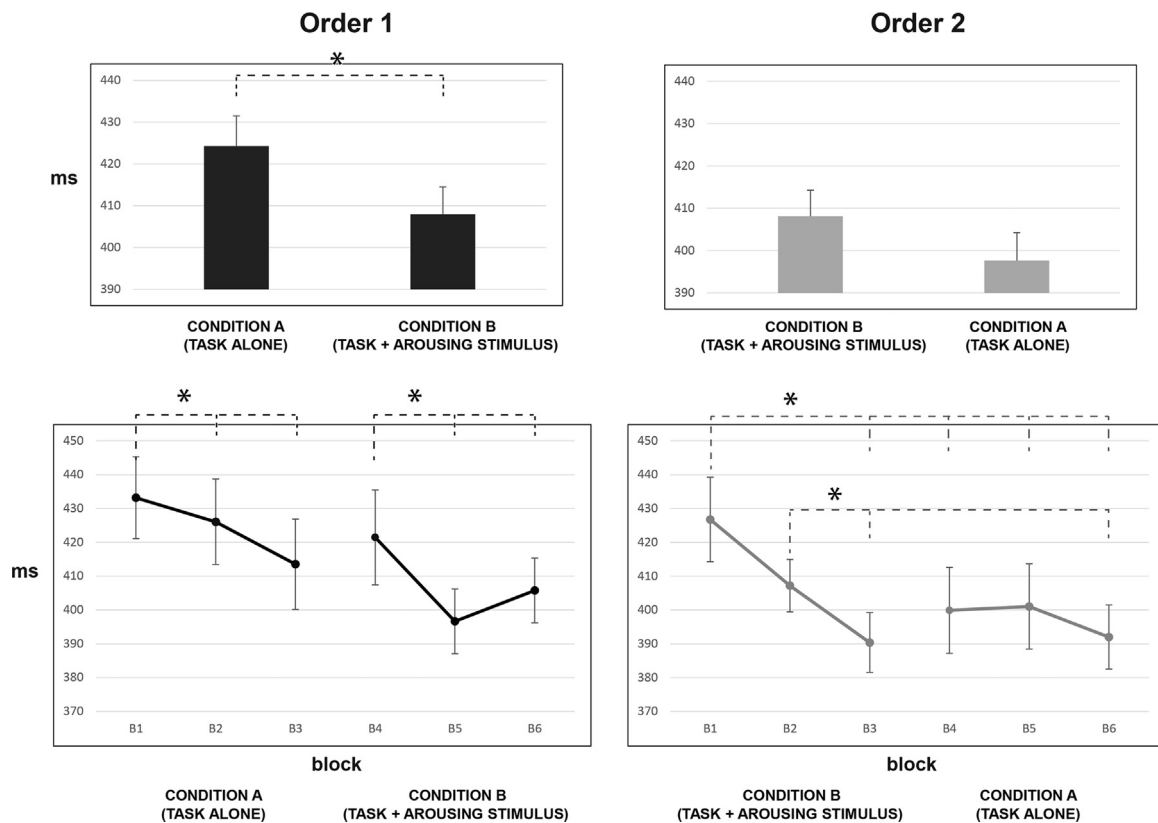 Order 1
Order 2
*
440
430
420
410
400
390
ms
CONDITION A
(TASK ALONE)
CONDITION B
(TASK + AROUSING STIMULUS)
440
430
420
410
400
390
CONDITION B
(TASK + AROUSING STIMULUS)
CONDITION A
(TASK ALONE)
*
*
450
440
430
420
410
400
390
380
370
ms
B1
B2
B3
B4
B5
B6
block
CONDITION A
(TASK ALONE)
CONDITION B
(TASK + AROUSING STIMULUS)
*
*
450
440
430
420
410
400
390
380
370
B1
B2
B3
B4
B5
B6
block
CONDITION B
(TASK + AROUSING STIMULUS)
CONDITION A
(TASK ALONE)